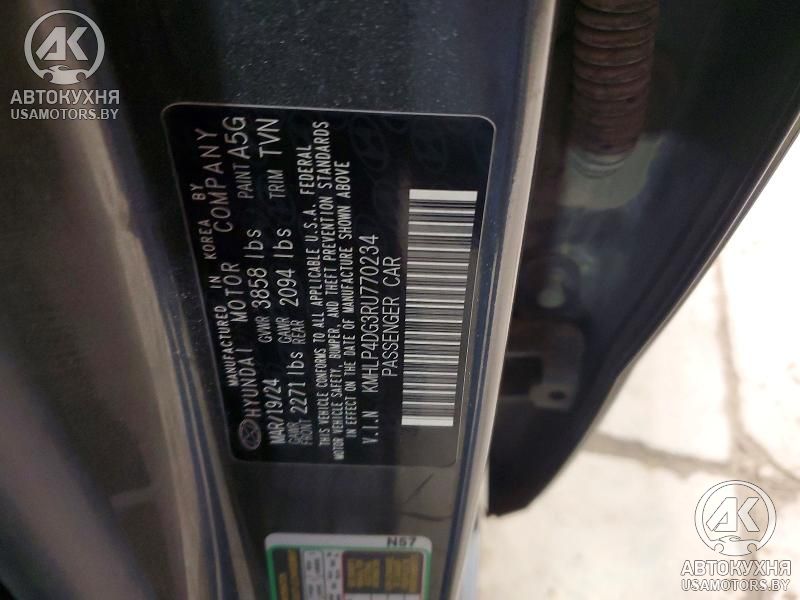 АВТОКУХНЯ
USAMOTORS.BY
MANUFACTURED IN KOREA BY
HYUNDAI MOTOR COMPANY
MAR/19/24 GVWR 3858 lbs PAINT A5G
GAWR FRONT 2271 lbs GAWR REAR 2094 lbs TRIM TVN
THIS VEHICLE CONFORMS TO ALL APPLICABLE U.S.A. FEDERAL
MOTOR VEHICLE SAFETY, BUMPER, AND THEFT PREVENTION STANDARDS
IN EFFECT ON THE DATE OF MANUFACTURE SHOWN ABOVE
V.I.N KMHLP4DG3RU770234
PASSENGER CAR
N57
АВТОКУХНЯ
USAMOTORS.BY